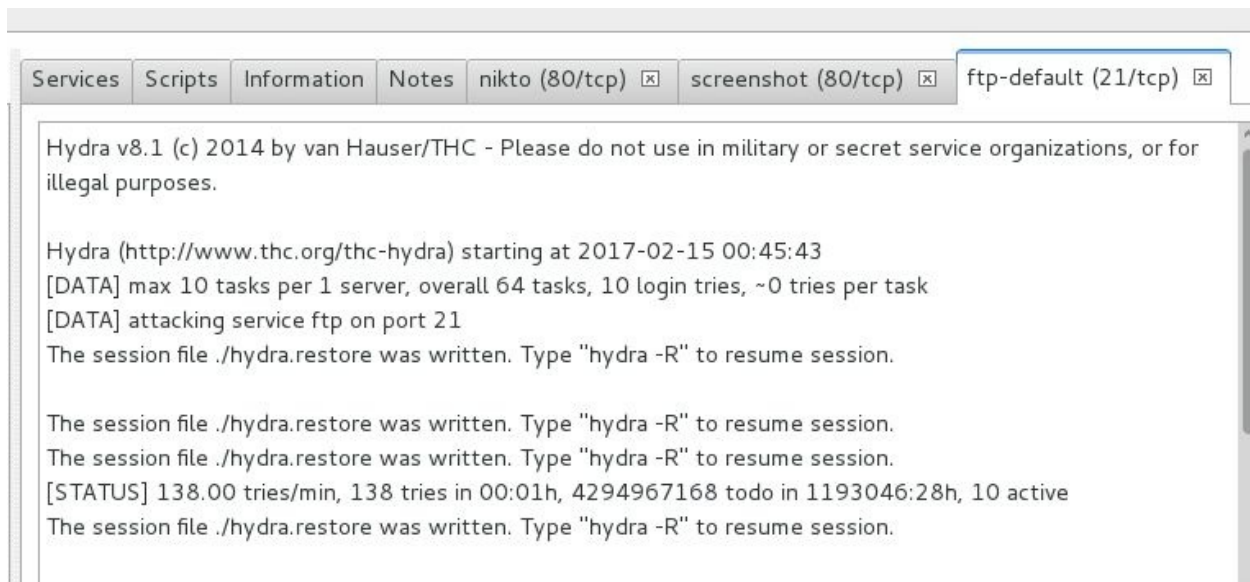 Services Scripts Information Notes nikto (80/tcp) screenshot (80/tcp) ftp-default (21/tcp)
Hydra v8.1 (c) 2014 by van Hauser/THC - Please do not use in military or secret service organizations, or for
illegal purposes.
Hydra (http://www.thc.org/thc-hydra) starting at 2017-02-15 00:45:43
[DATA] max 10 tasks per 1 server, overall 64 tasks, 10 login tries, ~0 tries per task
[DATA] attacking service ftp on port 21
The session file ./hydra.restore was written. Type "hydra -R" to resume session.
The session file ./hydra.restore was written. Type "hydra -R" to resume session.
The session file ./hydra.restore was written. Type "hydra -R" to resume session.
[STATUS] 138.00 tries/min, 138 tries in 00:01h, 4294967168 todo in 1193046:28h, 10 active
The session file ./hydra.restore was written. Type "hydra -R" to resume session.